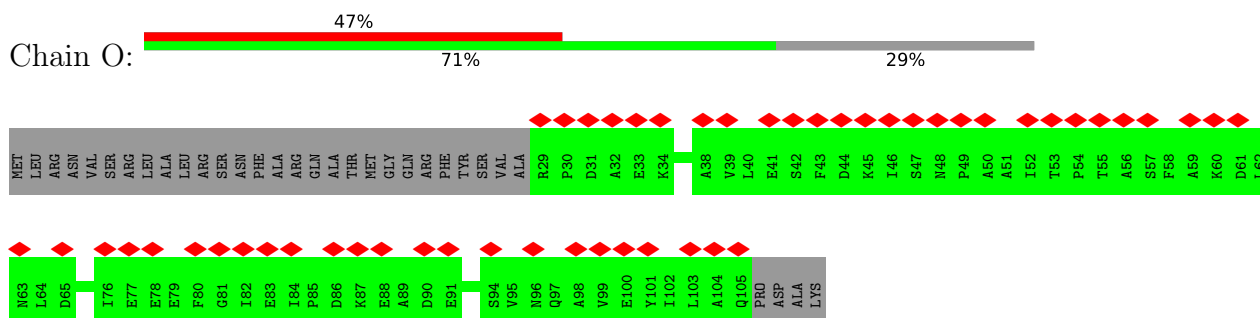 47%
Chain O:
71% 29%
MET LEU ARG ARG ASN VAL SER ARG LEU ALA LEU ARG SER ASN PHE ALA ARG GLN ALA THR MET GLY GLN ARG PHE TYR SER VAL ALA R29 P30 D31 A32 E33 K34 A38 V39 L40 E41 S42 F43 D44 K45 I46 S47 N48 P49 A50 A51 I52 T53 P54 T55 A56 S57 F58 A59 K60 D61 L62
N63 L64 D65 I76 E77 E78 E79 F80 G81 I82 E83 I84 P85 D86 K87 E88 A89 D90 E91 S94 V95 N96 Q97 A98 V99 E100 Y101 I102 L103 A104 Q105 PRO ASP ALA LYS